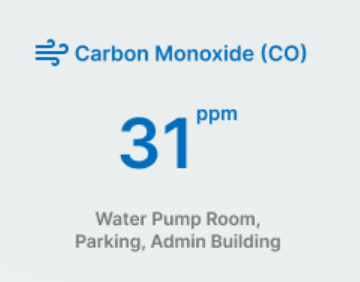 Carbon Monoxide (CO)
31 ppm
Water Pump Room,
Parking, Admin Building